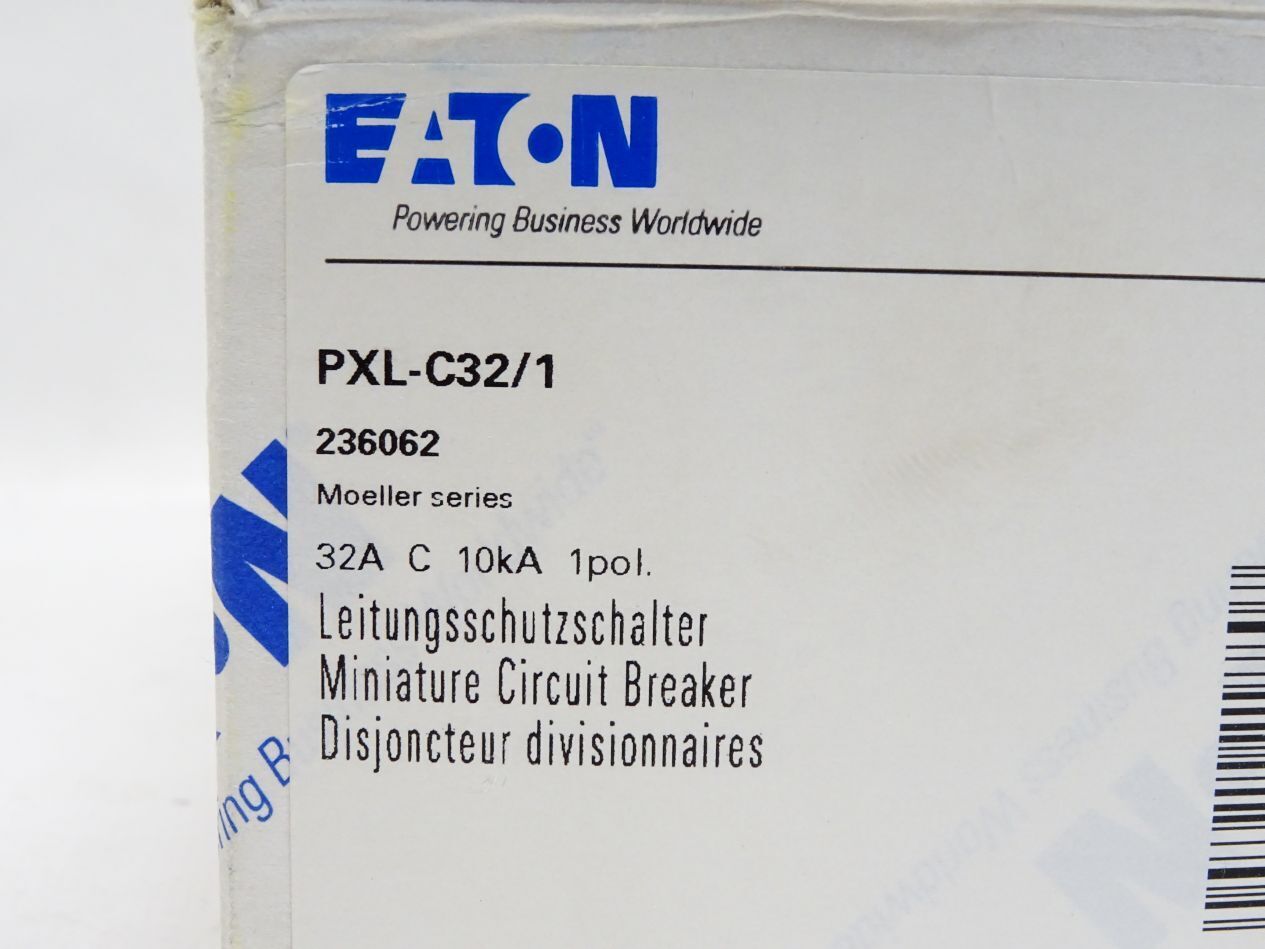 EATON
Powering Business Worldwide
PXL-C32/1
236062
Moeller series
32A C 10kA 1pol.
Leitungsschutzschalter
Miniature Circuit Breaker
Disjoncteur divisionnaires